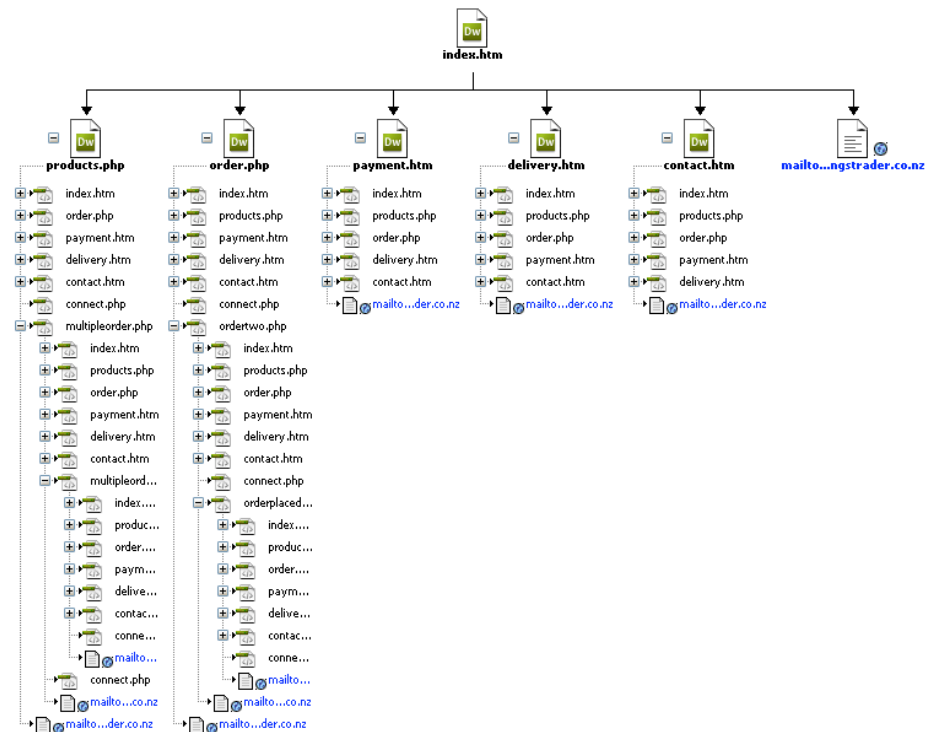 Dw
index.htm
Dw
products.php
Dw
order.php
Dw
payment.htm
Dw
delivery.htm
Dw
contact.htm
mailto...ngstrader.co.nz
index.htm
order.php
payment.htm
delivery.htm
contact.htm
connect.php
multipleorder.php
index.htm
products.php
order.php
payment.htm
delivery.htm
contact.htm
multipleord...
index....
produc...
order....
paym...
delive...
contac...
conne...
mailto...
connect.php
mailto...co.nz
mailto...der.co.nz
index.htm
products.php
payment.htm
delivery.htm
contact.htm
connect.php
ordertwo.php
index.htm
products.php
order.php
payment.htm
delivery.htm
contact.htm
connect.php
orderplaced...
index....
produc...
order....
paym...
delive...
contac...
conne...
mailto...
mailto...co.nz
mailto...der.co.nz
index.htm
products.php
order.php
delivery.htm
contact.htm
mailto...der.co.nz
index.htm
products.php
order.php
payment.htm
contact.htm
mailto...der.co.nz
index.htm
products.php
order.php
payment.htm
delivery.htm
mailto...der.co.nz